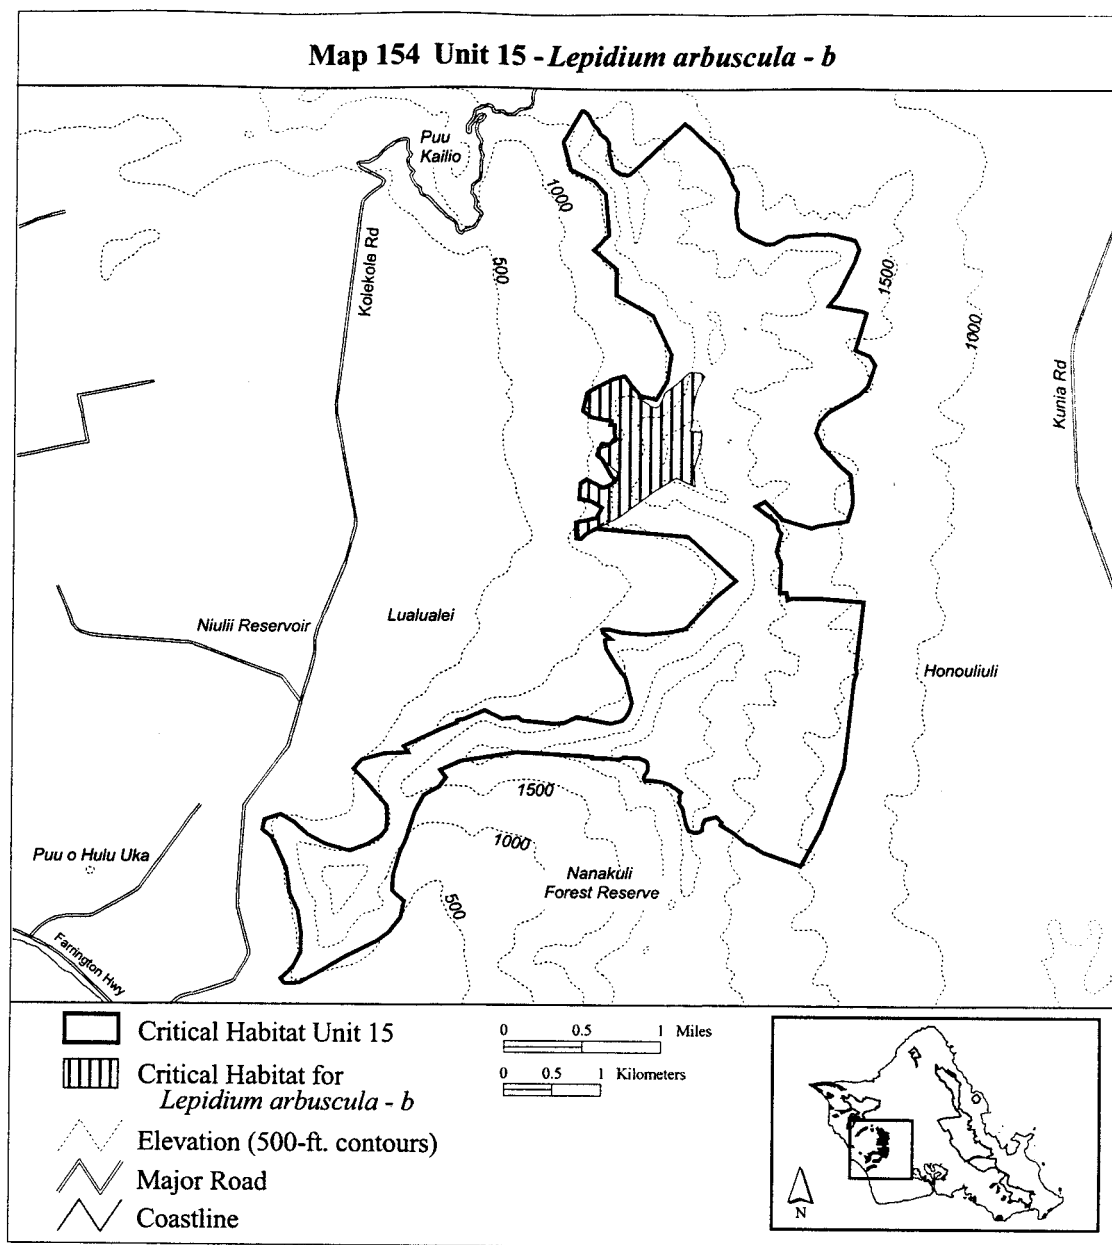 Map 154 Unit 15 - Lepidium arbuscula - b
Puu
Kailio
1000
500
Kolekole Rd
1500
1000
Kunia Rd
Niulii Reservoir
Lualualei
Honouliuli
1500
1000
Puu o Hulu Uka
Nanakuli
Forest Reserve
500
Farrington Hwy
Critical Habitat Unit 15
Critical Habitat for
Lepidium arbuscula - b
Elevation (500-ft. contours)
Major Road
Coastline
0 0.5 1 Miles
0 0.5 1 Kilometers
N